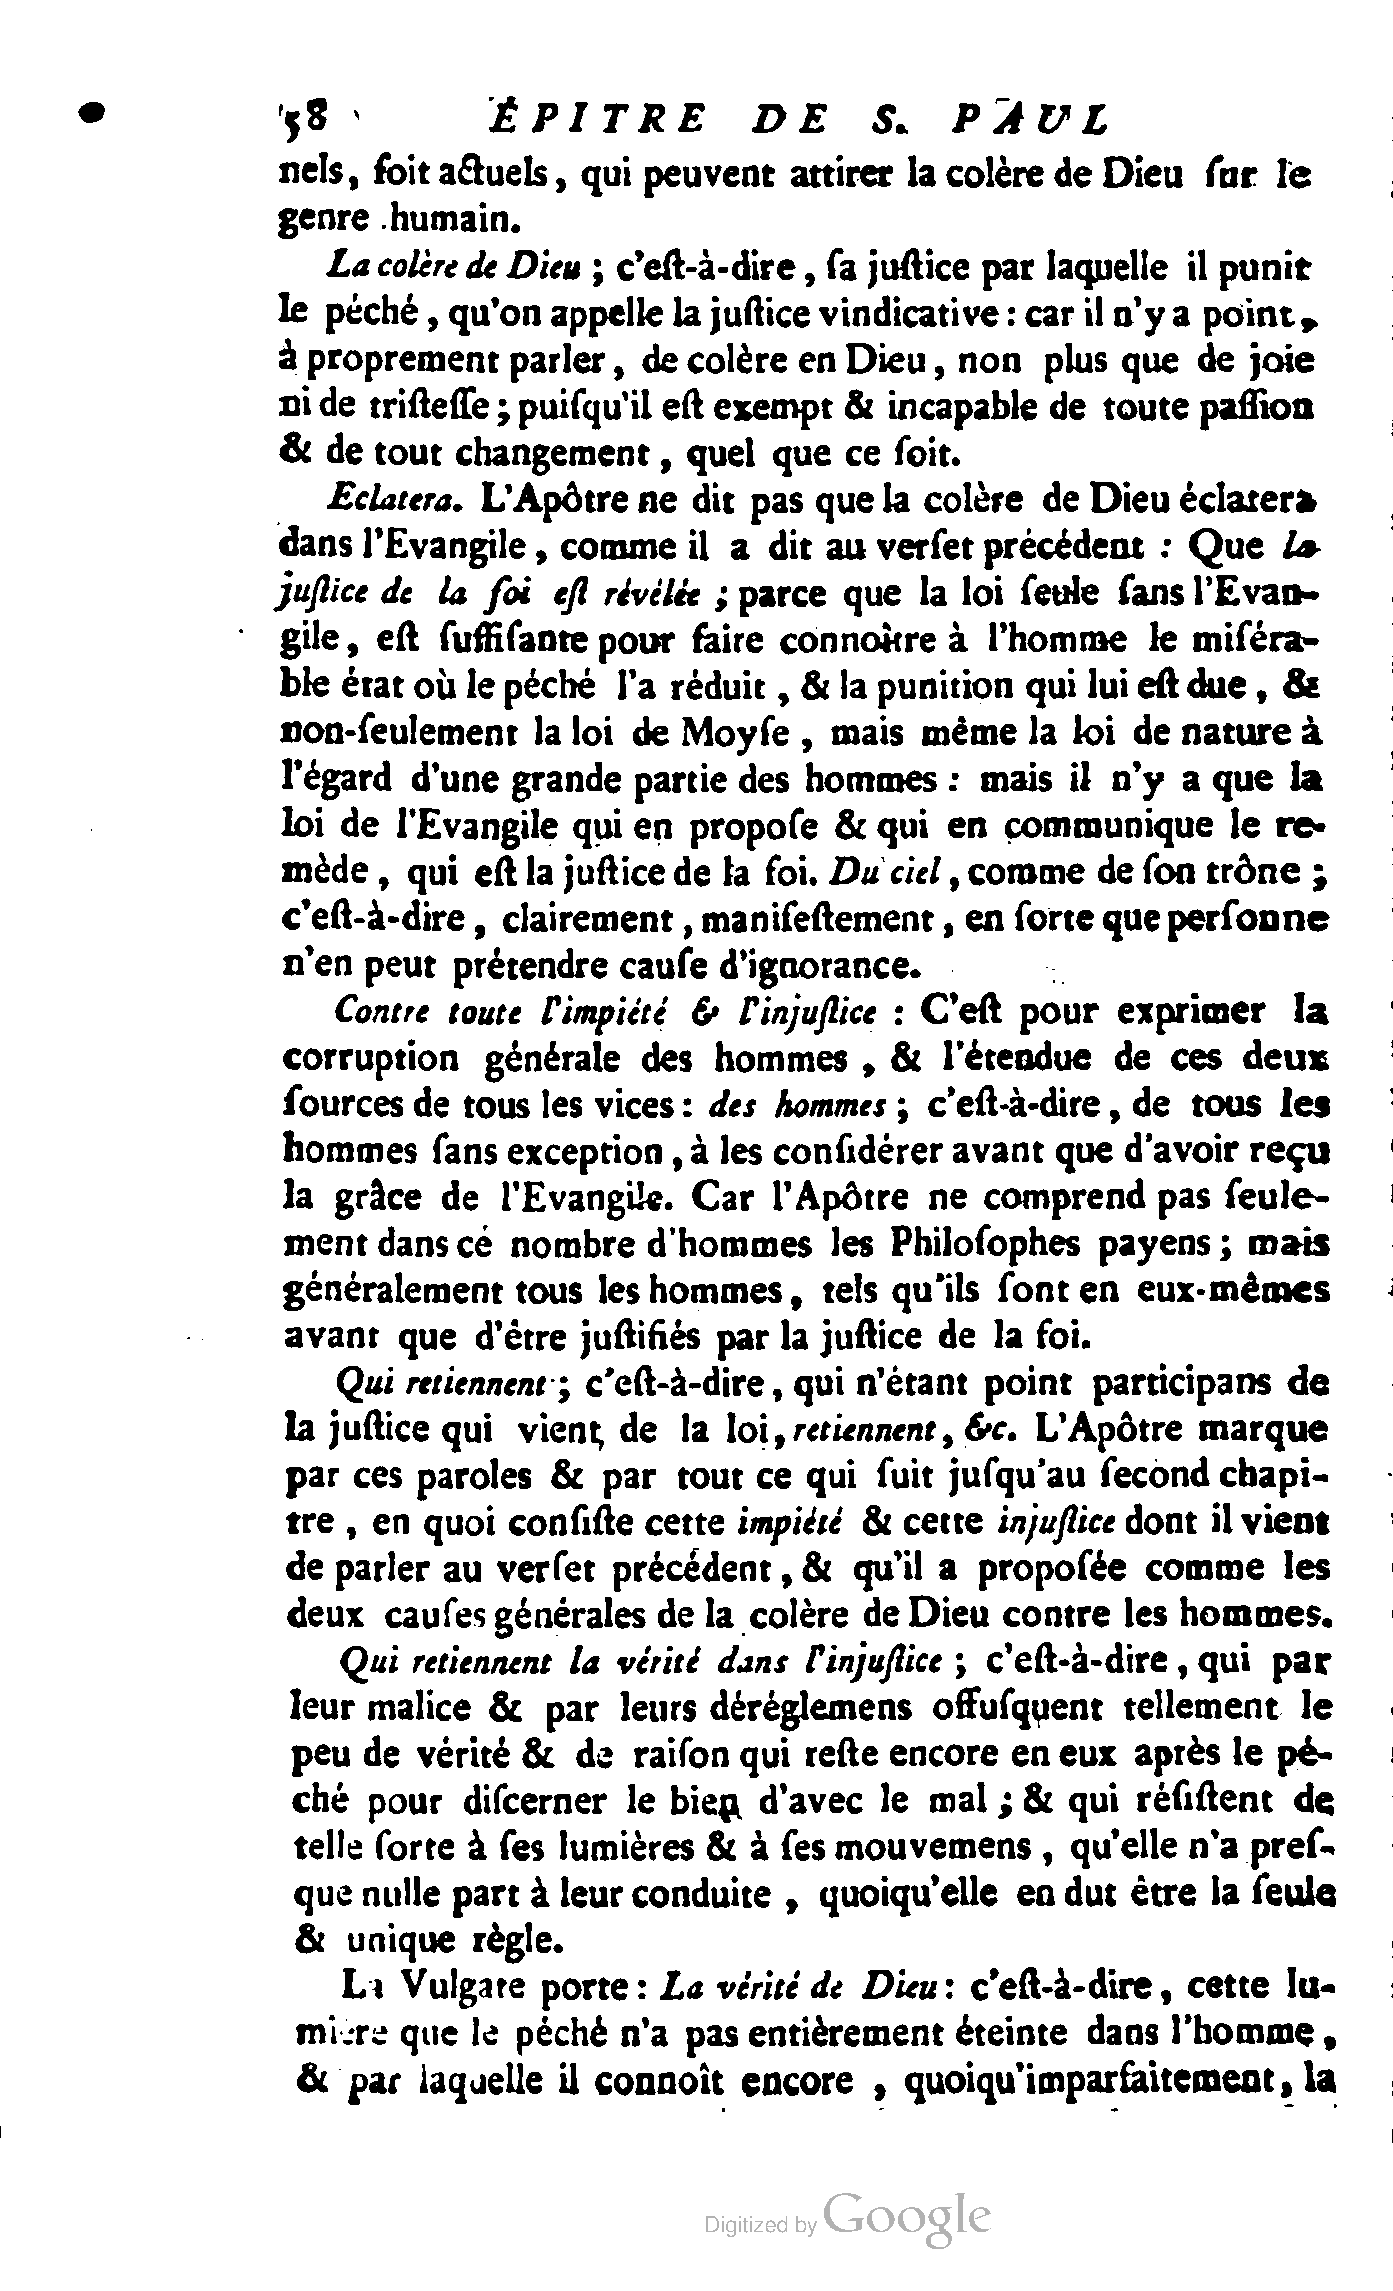 58 ÉPITRE DE S. PAUL
nels, ſoit actuels, qui peuvent attirer la colère de Dieu ſur le
genre humain.
La colère de Dieu ; c'eſt-à-dire, ſa juſtice par laquelle il punit
le péché, qu'on appelle la juſtice vindicative : car il n'y a point,
à proprement parler, de colère en Dieu, non plus que de joie
ni de triſteſſe ; puiſqu'il eſt exempt & incapable de toute paſſion
& de tout changement, quel que ce ſoit.
Eclatera. L'Apôtre ne dit pas que la colère de Dieu éclatera
dans l'Evangile, comme il a dit au verſet précédent : Que la
juſtice de la foi eſt révélée ; parce que la loi ſeule ſans l'Evan-
gile, eſt ſuffiſante pour faire connoître à l'homme le miſéra-
ble état où le péché l'a réduit, & la punition qui lui eſt due, &
non-ſeulement la loi de Moyſe, mais même la loi de nature à
l'égard d'une grande partie des hommes : mais il n'y a que la
loi de l'Evangile qui en propoſe & qui en communique le re-
mède, qui eſt la juſtice de la foi. Du ciel, comme de ſon trône ;
c'eſt-à-dire, clairement, manifeſtement, en ſorte que perſonne
n'en peut prétendre cauſe d'ignorance.
Contre toute l'impiété & l'injuſtice : C'eſt pour exprimer la
corruption générale des hommes, & l'étendue de ces deux
ſources de tous les vices : des hommes ; c'eſt-à-dire, de tous les
hommes ſans exception, à les conſidérer avant que d'avoir reçu
la grâce de l'Evangile. Car l'Apôtre ne comprend pas ſeule-
ment dans cé nombre d'hommes les Philoſophes payens ; mais
généralement tous les hommes, tels qu'ils ſont en eux-mêmes
avant que d'être juſtifiés par la juſtice de la foi.
Qui retiennent ; c'eſt-à-dire, qui n'étant point participans de
la juſtice qui vient de la loi, retiennent, &c. L'Apôtre marque
par ces paroles & par tout ce qui ſuit juſqu'au ſecond chapi-
tre, en quoi conſiſte cette impiété & cette injuſtice dont il vient
de parler au verſet précédent, & qu'il a propoſée comme les
deux cauſes générales de la colère de Dieu contre les hommes.
Qui retiennent la vérité dans l'injuſtice ; c'eſt-à-dire, qui par
leur malice & par leurs déréglemens offuſquent tellement le
peu de vérité & de raiſon qui reſte encore en eux après le pé-
ché pour diſcerner le bien d'avec le mal ; & qui réſiſtent de
telle ſorte à ſes lumières & à ſes mouvemens, qu'elle n'a preſ-
que nulle part à leur conduite, quoiqu'elle en dut être la ſeule
& unique règle.
La Vulgate porte : La vérité de Dieu : c'eſt-à-dire, cette lu-
mière que le péché n'a pas entièrement éteinte dans l'homme,
& par laquelle il connoît encore, quoiqu'imparfaitement, la
Digitized by Google